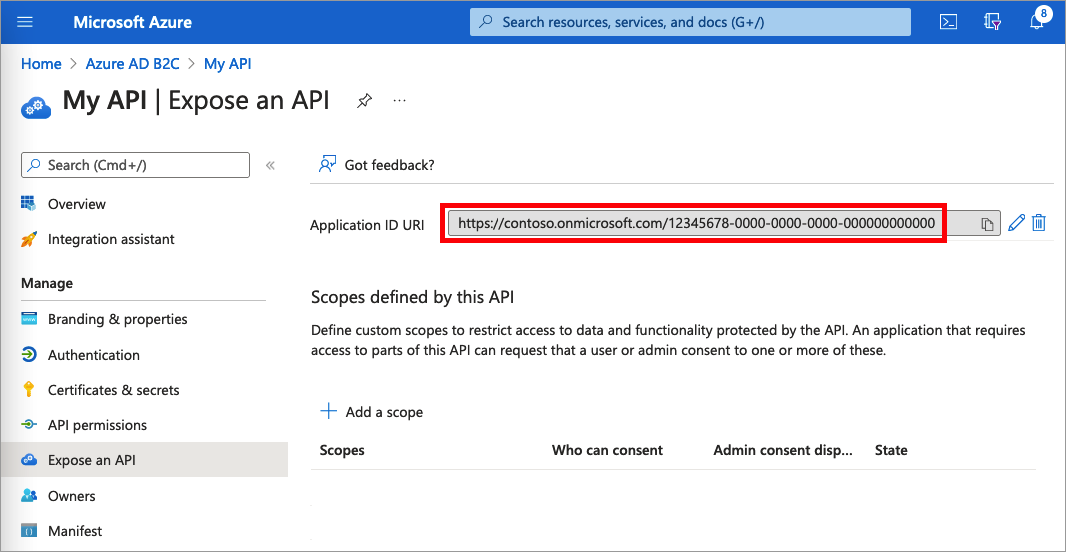 Microsoft Azure
Search resources, services, and docs (G+/)
8
Home > Azure AD B2C > My API
My API | Expose an API
...
Search (Cmd+/)
«
Got feedback?
Overview
Integration assistant
Application ID URI
https://contoso.onmicrosoft.com/12345678-0000-0000-0000-000000000000
Manage
Branding & properties
Authentication
Certificates & secrets
API permissions
Expose an API
Owners
Manifest
Scopes defined by this API
Define custom scopes to restrict access to data and functionality protected by the API. An application that requires
access to parts of this API can request that a user or admin consent to one or more of these.
Add a scope
Scopes Who can consent Admin consent disp... State